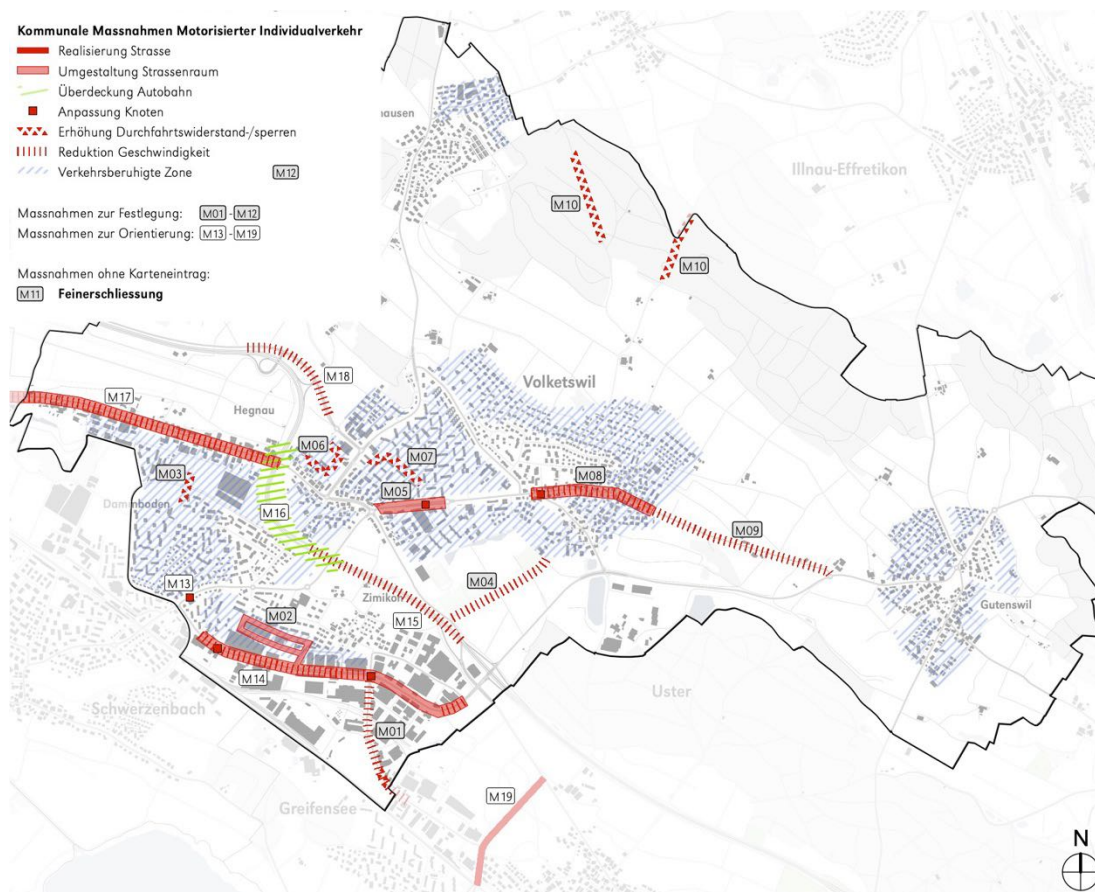 Kommunale Massnahmen Motorisierter Individualverkehr
Realisierung Strasse
Umgestaltung Strassenraum
Überdeckung Autobahn
Anpassung Knoten
Erhöhung Durchfahrtswiderstand-/sperren
Reduktion Geschwindigkeit
Verkehrsberuhigte Zone M12
Massnahmen zur Festlegung: M01 - M12
Massnahmen zur Orientierung: M13 - M19
Massnahmen ohne Karteneintrag:
M11 Feinerschliessung
hausen
Illnau-Effretikon
M10
M10
M18
Volketswil
M17
Hegnau
M06
M07
M03
M05
M08
M16
M09
M13
M04
Zimikon
M15
M02
Gutenswil
M14
Uster
Schwerzenbach
M01
M19
Greifensee
N